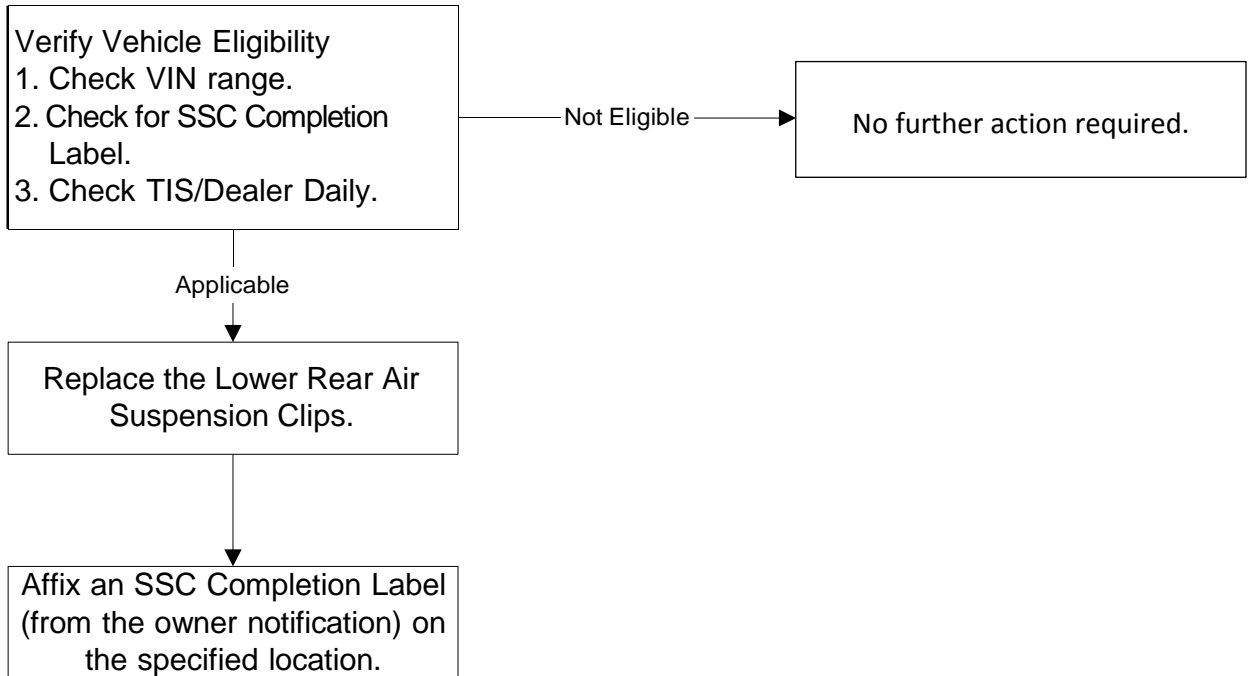 Verify Vehicle Eligibility
1. Check VIN range.
2. Check for SSC Completion
Label.
3. Check TIS/Dealer Daily.
Not Eligible
No further action required.
Applicable
Replace the Lower Rear Air
Suspension Clips.
Affix an SSC Completion Label
(from the owner notification) on
the specified location.